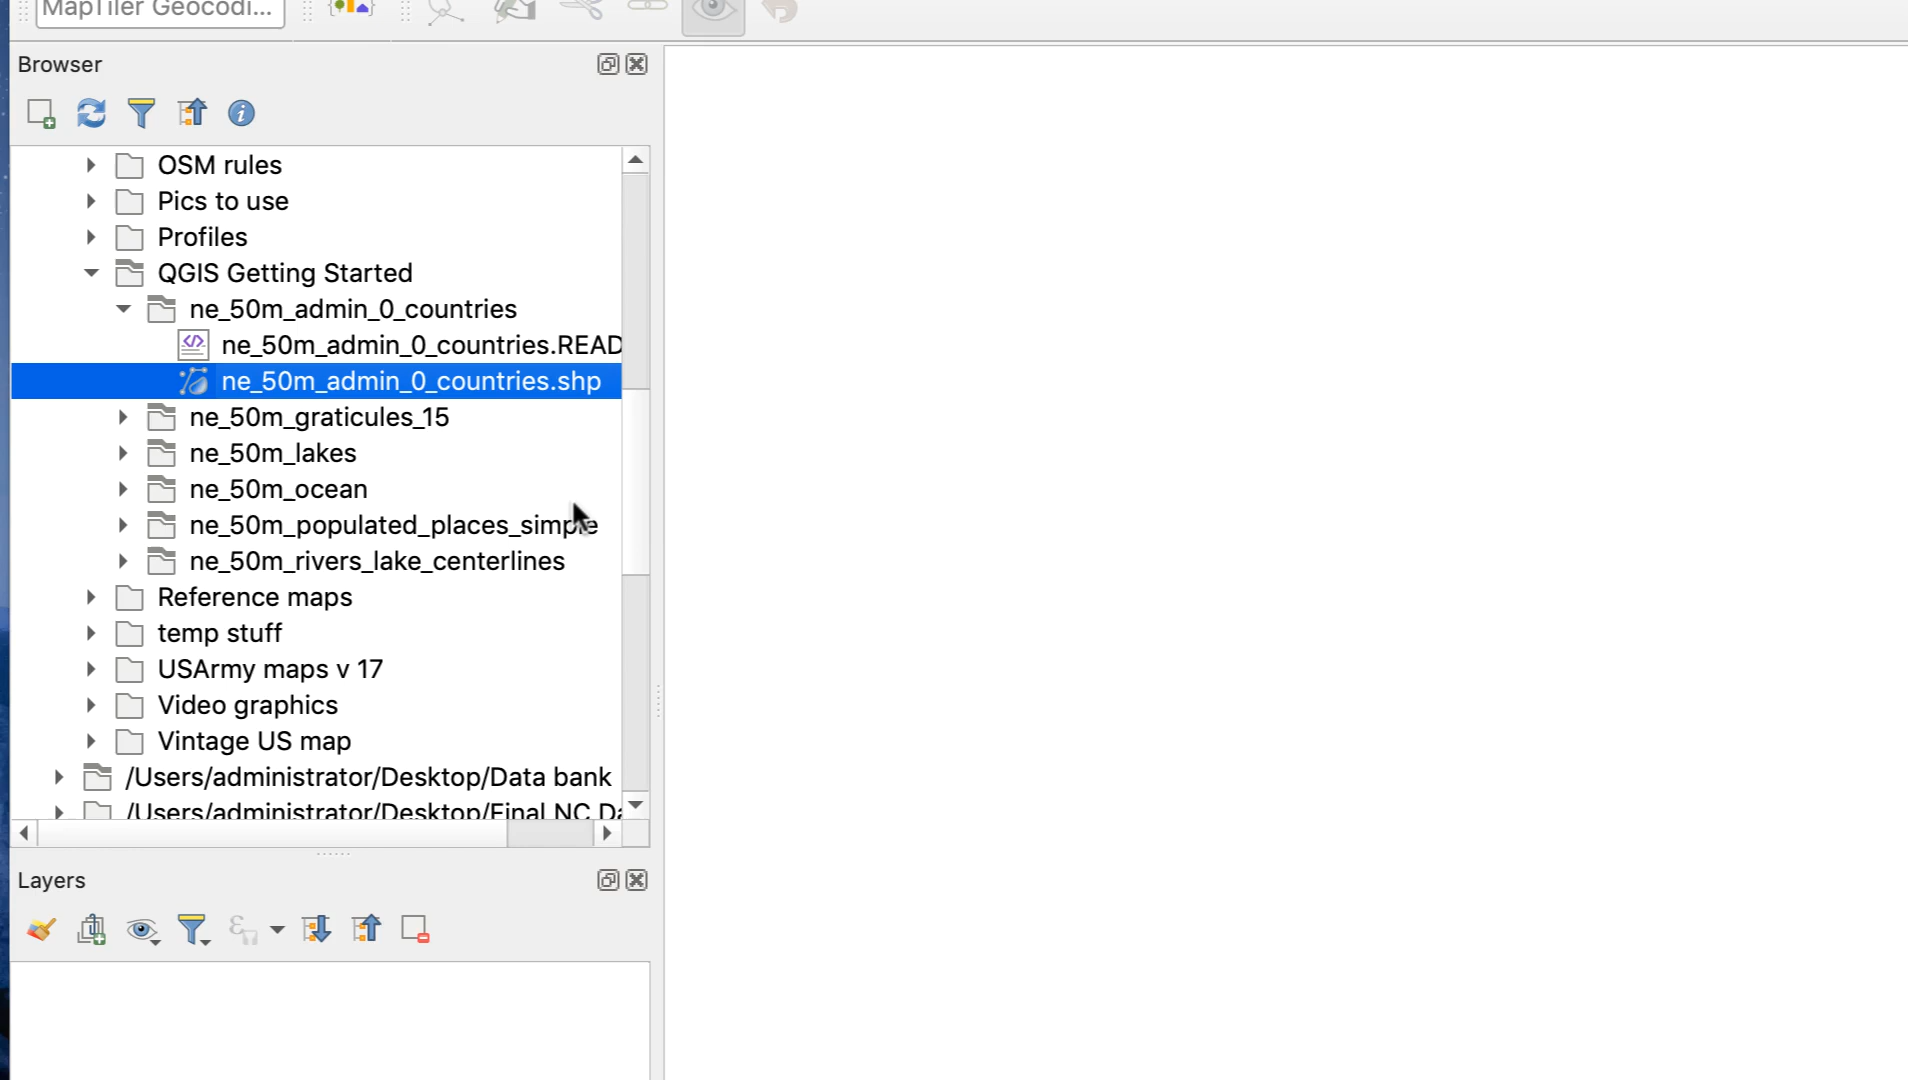 MapTiler Geocodi...
Browser
OSM rules
Pics to use
Profiles
QGIS Getting Started
ne_50m_admin_0_countries
ne_50m_admin_0_countries.READ
ne_50m_admin_0_countries.shp
ne_50m_graticules_15
ne_50m_lakes
ne_50m_ocean
ne_50m_populated_places_simple
ne_50m_rivers_lake_centerlines
Reference maps
temp stuff
USArmy maps v 17
Video graphics
Vintage US map
/Users/administrator/Desktop/Data bank
/Users/administrator/Desktop/Final NC Da
Layers